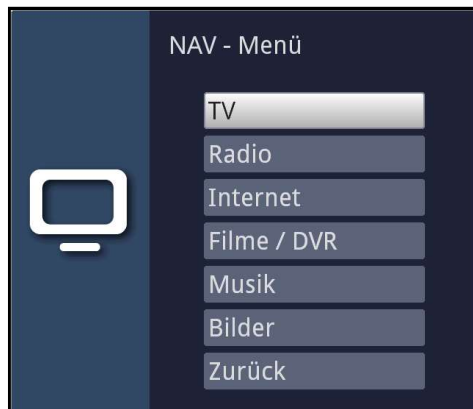 NAV - Menü
TV
Radio
Internet
Filme / DVR
Musik
Bilder
Zurück